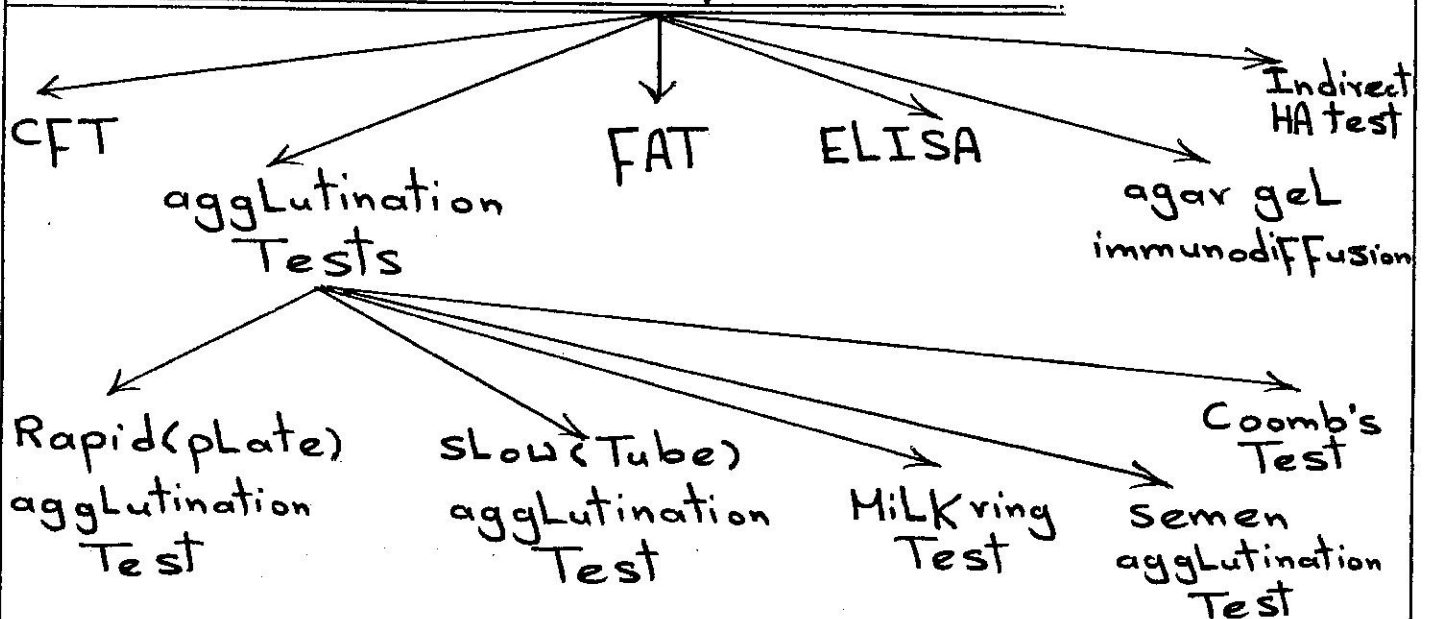 CFT
agglutination
Tests
FAT
ELISA
agar gel
immunodiffusion
Indirect
HA test
Rapid(plate)
agglutination
Test
Slow(Tube)
agglutination
Test
Milk ring
Test
Semen
agglutination
Test
Coomb's
Test